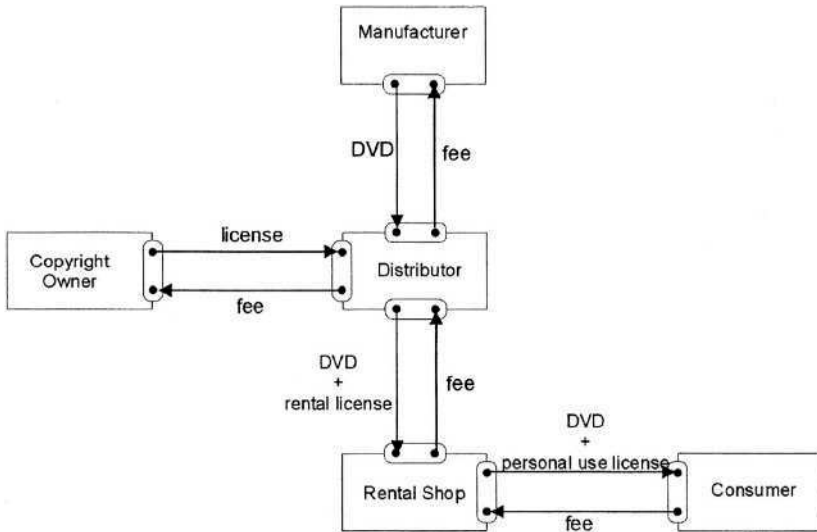 Manufacturer
DVD
fee
license
Copyright
Owner
Distributor
fee
DVD
+
rental license
fee
DVD
+
personal use license
Rental Shop
Consumer
fee